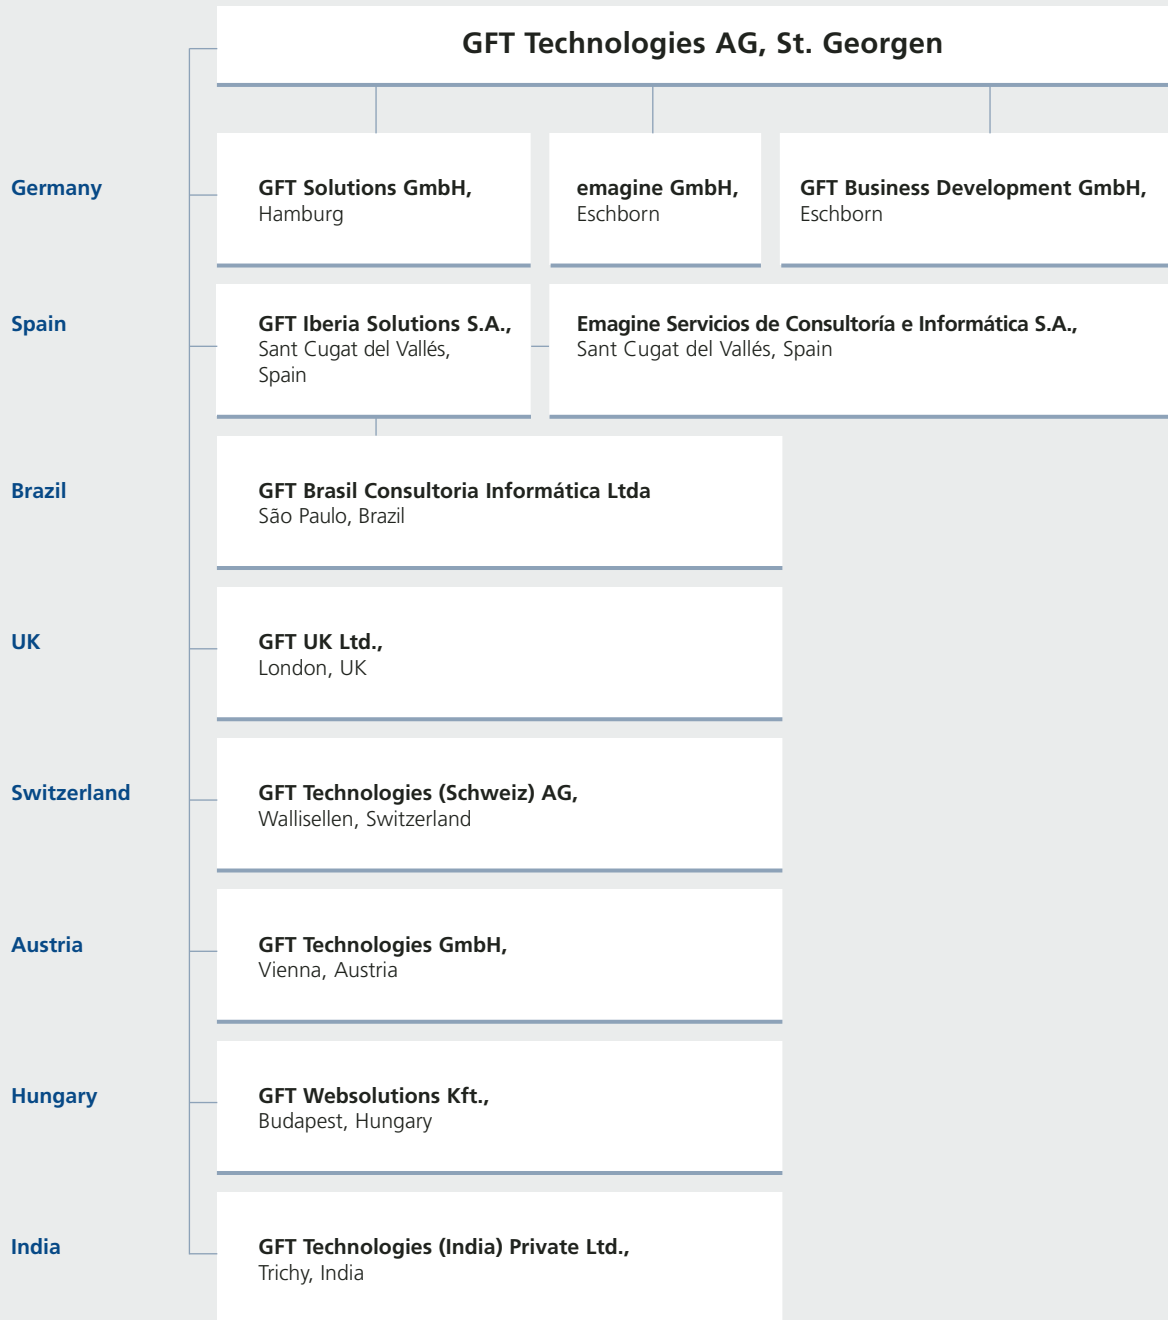 GFT Technologies AG, St. Georgen
Germany
GFT Solutions GmbH,
Hamburg
emagine GmbH,
Eschborn
GFT Business Development GmbH,
Eschborn
Spain
GFT Iberia Solutions S.A.,
Sant Cugat del Vallés,
Spain
Emagine Servicios de Consultoría e Informática S.A.,
Sant Cugat del Vallés, Spain
Brazil
GFT Brasil Consultoria Informática Ltda
São Paulo, Brazil
UK
GFT UK Ltd.,
London, UK
Switzerland
GFT Technologies (Schweiz) AG,
Wallisellen, Switzerland
Austria
GFT Technologies GmbH,
Vienna, Austria
Hungary
GFT Websolutions Kft.,
Budapest, Hungary
India
GFT Technologies (India) Private Ltd.,
Trichy, India